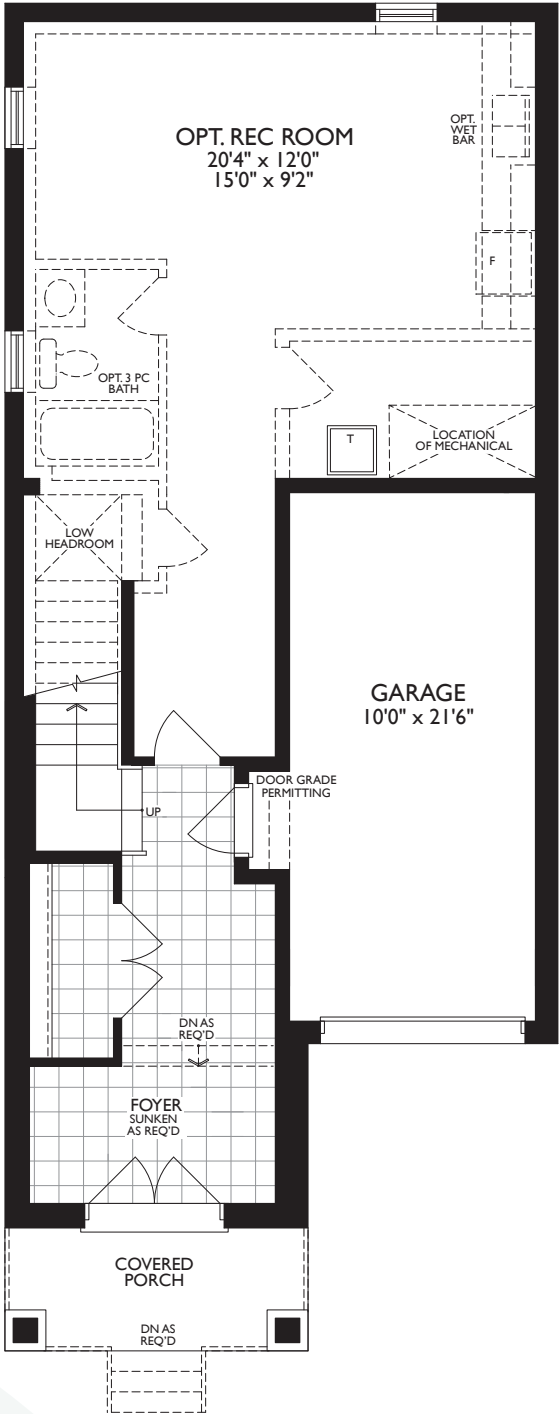 OPT. REC ROOM
20'4" x 12'0"
15'0" x 9'2"
OPT.
WET
BAR
F
OPT. 3 PC
BATH
T
LOCATION
OF MECHANICAL
LOW
HEADROOM
GARAGE
10'0" x 21'6"
DOOR GRADE
PERMITTING
UP
DN AS
REQ'D
FOYER
SUNKEN
AS REQ'D
COVERED
PORCH
DN AS
REQ'D